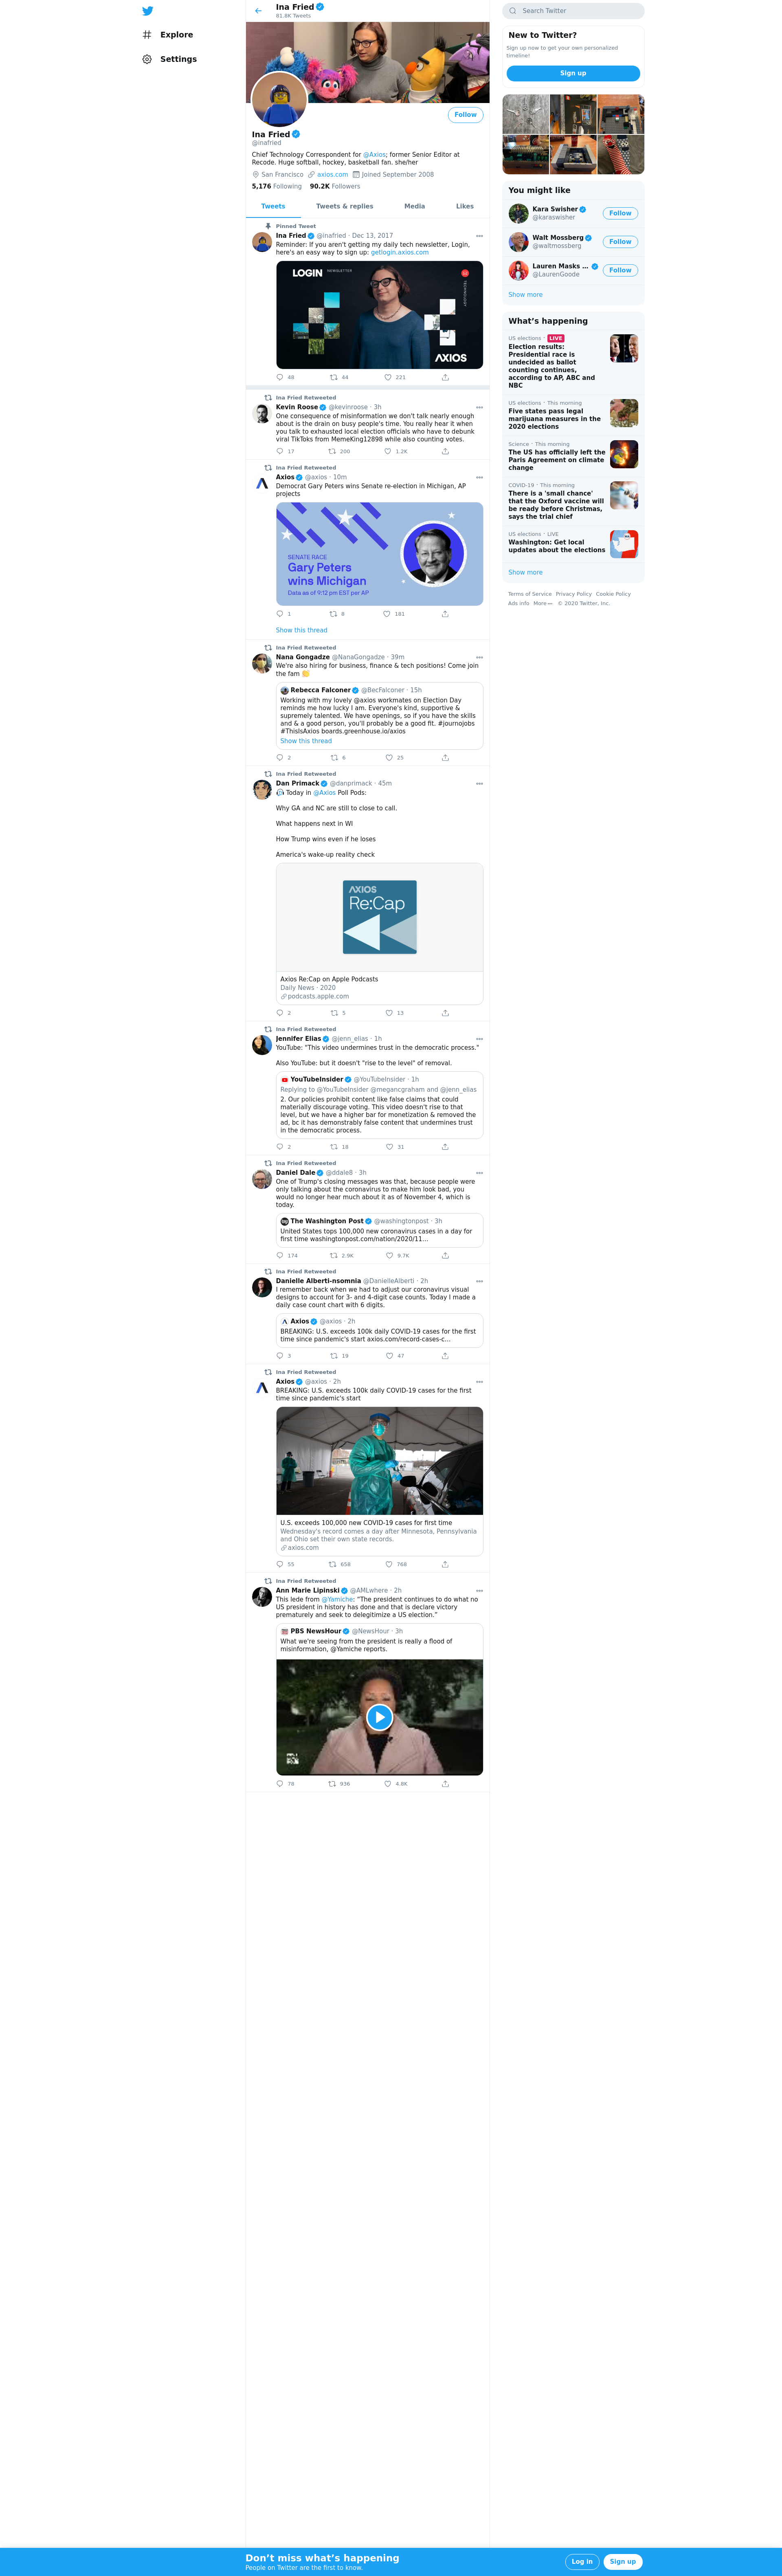 Explore
Settings
Ina Fried
81.8K Tweets
Follow
Ina Fried
@inafried
Chief Technology Correspondent for @Axios; former Senior Editor at
Recode. Huge softball, hockey, basketball fan. she/her
San Francisco axios.com Joined September 2008
5,176 Following 90.2K Followers
Tweets Tweets & replies Media Likes
Pinned Tweet
Ina Fried @inafried · Dec 13, 2017
Reminder: If you aren't getting my daily tech newsletter, Login,
here's an easy way to sign up: getlogin.axios.com
LOGIN NEWSLETTER
AXIOS
48 44 221
Ina Fried Retweeted
Kevin Roose @kevinroose · 3h
One consequence of misinformation we don't talk nearly enough
about is the drain on busy people's time. You really hear it when
you talk to exhausted local election officials who have to debunk
viral TikToks from MemeKing12898 while also counting votes.
17 200 1.2K
Ina Fried Retweeted
Axios @axios · 10m
Democrat Gary Peters wins Senate re-election in Michigan, AP
projects
SENATE RACE
Gary Peters
wins Michigan
Data as of 9:12 pm EST per AP
1 8 181
Show this thread
Ina Fried Retweeted
Nana Gongadze @NanaGongadze · 39m
We're also hiring for business, finance & tech positions! Come join
the fam
Rebecca Falconer @BecFalconer · 15h
Working with my lovely @axios workmates on Election Day
reminds me how lucky I am. Everyone's kind, supportive &
supremely talented. We have openings, so if you have the skills
and & a good person, you'll probably be a good fit. #journojobs
#ThisIsAxios boards.greenhouse.io/axios
Show this thread
2 6 25
Ina Fried Retweeted
Dan Primack @danprimack · 45m
Today in @Axios Poll Pods:
Why GA and NC are still to close to call.
What happens next in WI
How Trump wins even if he loses
America's wake-up reality check
AXIOS
Re:Cap
Axios Re:Cap on Apple Podcasts
Daily News · 2020
podcasts.apple.com
2 5 13
Ina Fried Retweeted
Jennifer Elias @jenn_elias · 1h
YouTube: "This video undermines trust in the democratic process."
Also YouTube: but it doesn't "rise to the level" of removal.
YouTubeInsider @YouTubeInsider · 1h
Replying to @YouTubeInsider @megancgraham and @jenn_elias
2. Our policies prohibit content like false claims that could
materially discourage voting. This video doesn't rise to that
level, but we have a higher bar for monetization & removed the
ad, bc it has demonstrably false content that undermines trust
in the democratic process.
2 18 31
Ina Fried Retweeted
Daniel Dale @ddale8 · 3h
One of Trump's closing messages was that, because people were
only talking about the coronavirus to make him look bad, you
would no longer hear much about it as of November 4, which is
today.
The Washington Post @washingtonpost · 3h
United States tops 100,000 new coronavirus cases in a day for
first time washingtonpost.com/nation/2020/11…
174 2.9K 9.7K
Ina Fried Retweeted
Danielle Alberti-nsomnia @DanielleAlberti · 2h
I remember back when we had to adjust our coronavirus visual
designs to account for 3- and 4-digit case counts. Today I made a
daily case count chart with 6 digits.
Axios @axios · 2h
BREAKING: U.S. exceeds 100k daily COVID-19 cases for the first
time since pandemic's start axios.com/record-cases-c…
3 19 47
Ina Fried Retweeted
Axios @axios · 2h
BREAKING: U.S. exceeds 100k daily COVID-19 cases for the first
time since pandemic's start
U.S. exceeds 100,000 new COVID-19 cases for first time
Wednesday's record comes a day after Minnesota, Pennsylvania
and Ohio set their own state records.
axios.com
55 658 768
Ina Fried Retweeted
Ann Marie Lipinski @AMLwhere · 2h
This lede from @Yamiche: "The president continues to do what no
US president in history has done and that is declare victory
prematurely and seek to delegitimize a US election."
PBS NewsHour @NewsHour · 3h
What we're seeing from the president is really a flood of
misinformation, @Yamiche reports.
78 936 4.8K
Search Twitter
New to Twitter?
Sign up now to get your own personalized
timeline!
Sign up
You might like
Kara Swisher
@karaswisher
Follow
Walt Mossberg
@waltmossberg
Follow
Lauren Masks …
@LaurenGoode
Follow
Show more
What's happening
US elections · LIVE
Election results:
Presidential race is
undecided as ballot
counting continues,
according to AP, ABC and
NBC
US elections · This morning
Five states pass legal
marijuana measures in the
2020 elections
Science · This morning
The US has officially left the
Paris Agreement on climate
change
COVID-19 · This morning
There is a 'small chance'
that the Oxford vaccine will
be ready before Christmas,
says the trial chief
US elections · LIVE
Washington: Get local
updates about the elections
Show more
Terms of Service Privacy Policy Cookie Policy
Ads info More © 2020 Twitter, Inc.
Don't miss what's happening
People on Twitter are the first to know.
Log in
Sign up